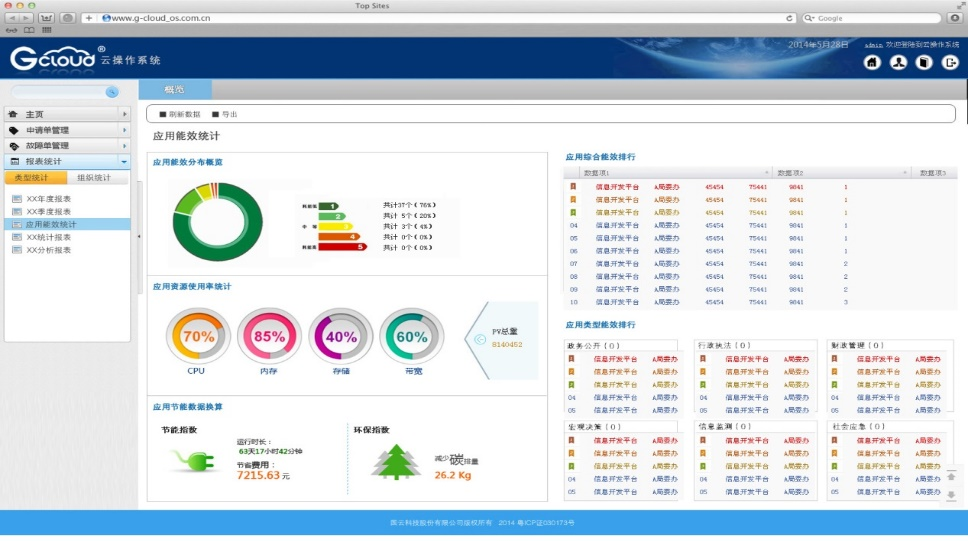 Top Sites
www.g-cloud_os.com.cn
Google
Gcloud® 云操作系统
2014年5月28日 admin 欢迎登陆到云操作系统
概览
刷新数据 导出
主页
申请单管理
故障单管理
报表统计
类型统计 组织统计
XX年度报表
XX季度报表
应用能效统计
XX统计报表
XX分析报表
应用能效统计
应用能效分布概览
1 共计37个(76%)
2 共计 5个(20%)
3 共计 3个(4%)
4 共计 0个(0%)
5 共计 0个(0%)
应用资源使用率统计
70% 85% 40% 60%
CPU 内存 存储 带宽
PV总量
8140452
应用节能数据换算
节能指数
运行时长:
63天17小时42分钟
节省费用:
7215.63元
环保指数
减少碳排量
26.2 Kg
应用综合能效排行
数据项1 数据项2 数据项3
信息开发平台 A局委办 45454 75441 9841 1
信息开发平台 A局委办 45454 75441 9841 1
信息开发平台 A局委办 45454 75441 9841 1
04 信息开发平台 A局委办 45454 75441 9841 1
05 信息开发平台 A局委办 45454 75441 9841 1
06 信息开发平台 A局委办 45454 75441 9841 1
07 信息开发平台 A局委办 45454 75441 9841 2
08 信息开发平台 A局委办 45454 75441 9841 2
09 信息开发平台 A局委办 45454 75441 9841 2
10 信息开发平台 A局委办 45454 75441 9841 3
应用类型能效排行
政务公开(0) 行政执法(0) 财政管理(0)
信息开发平台 A局委办 信息开发平台 A局委办 信息开发平台 A局委办
信息开发平台 A局委办 信息开发平台 A局委办 信息开发平台 A局委办
信息开发平台 A局委办 信息开发平台 A局委办 信息开发平台 A局委办
04 信息开发平台 A局委办 04 信息开发平台 A局委办 04 信息开发平台 A局委办
05 信息开发平台 A局委办 05 信息开发平台 A局委办 05 信息开发平台 A局委办
宏观决策(0) 信息监测(0) 社会应急(0)
信息开发平台 A局委办 信息开发平台 A局委办 信息开发平台 A局委办
信息开发平台 A局委办 信息开发平台 A局委办 信息开发平台 A局委办
信息开发平台 A局委办 信息开发平台 A局委办 信息开发平台 A局委办
04 信息开发平台 A局委办 04 信息开发平台 A局委办 04 信息开发平台 A局委办
05 信息开发平台 A局委办 05 信息开发平台 A局委办 05 信息开发平台 A局委办
国云科技股份有限公司版权所有 2014 粤ICP证030173号